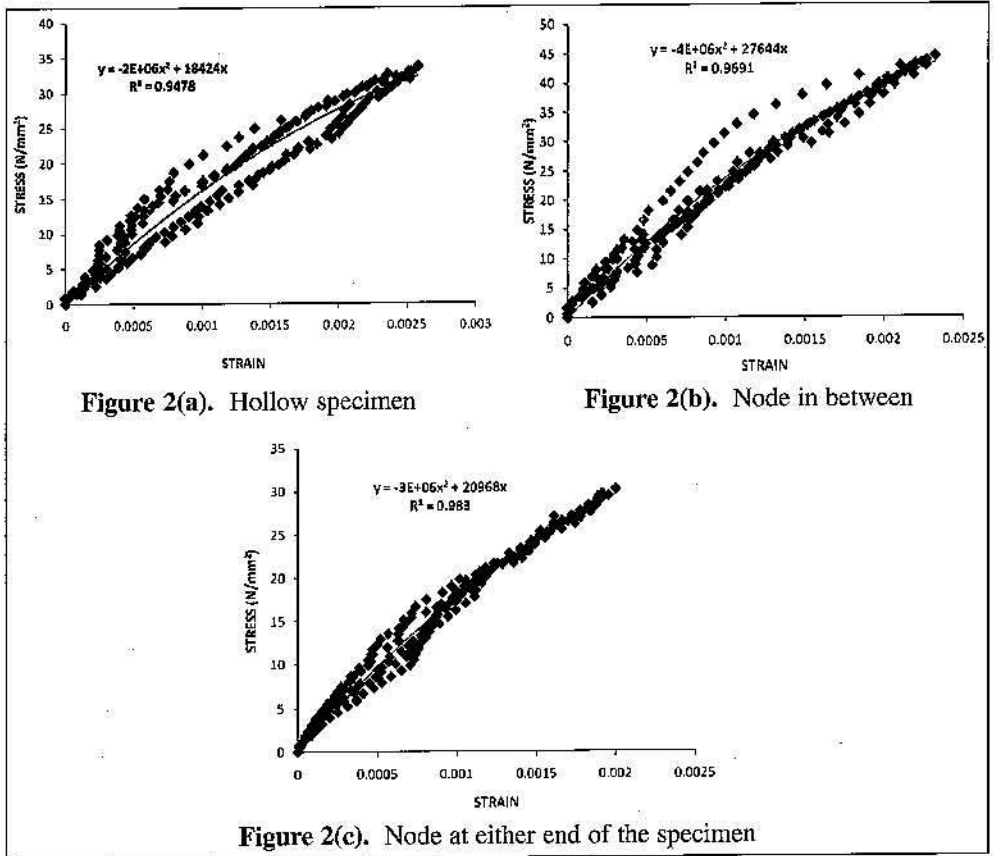 40
35
30
25
20
15
10
5
0
STRESS (N/mm²)
y = -2E+06x² + 18424x
R² = 0.9478
0 0.0005 0.001 0.0015 0.002 0.0025 0.003
STRAIN
Figure 2(a). Hollow specimen
50
45
40
35
30
25
20
15
10
5
0
STRESS (N/mm²)
y = -4E+06x² + 27644x
R² = 0.9691
0 0.0005 0.001 0.0015 0.002 0.0025
STRAIN
Figure 2(b). Node in between
35
30
25
20
15
10
5
0
STRESS (N/mm²)
y = -3E+06x² + 20968x
R² = 0.983
0 0.0005 0.001 0.0015 0.002 0.0025
STRAIN
Figure 2(c). Node at either end of the specimen